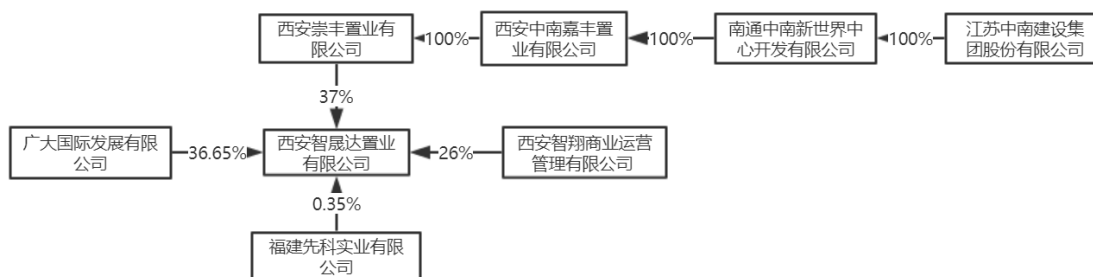 西安崇丰置业有
限公司
100%
西安中南嘉丰置
业有限公司
100%
南通中南新世界中
心开发有限公司
100%
江苏中南建设集
团股份有限公司
37%
广大国际发展有限
公司
36.65%
西安智晟达置业
有限公司
26%
西安智翔商业运营
管理有限公司
0.35%
福建先科实业有限
公司